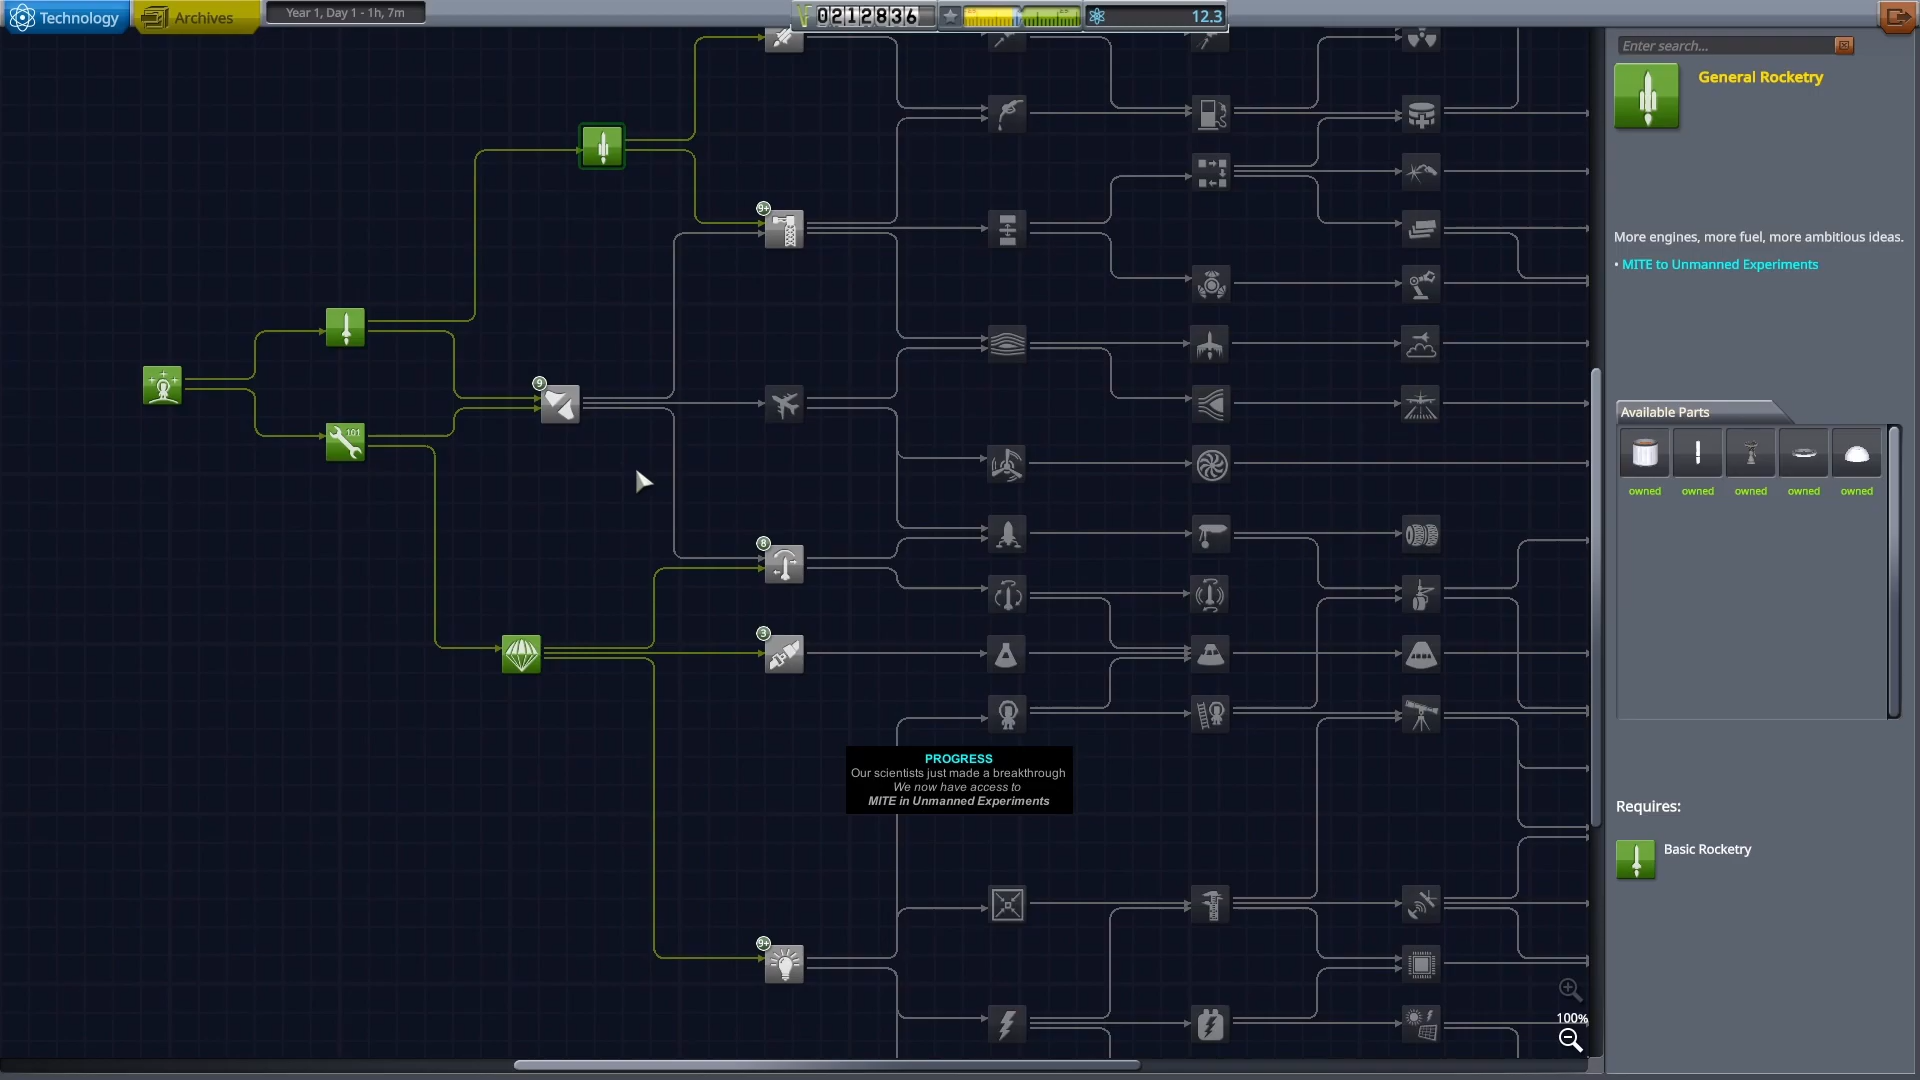 Technology
Archives
Year 1, Day 1 - 1h, 7m
0212836
12.3
Enter search...
General Rocketry
More engines, more fuel, more ambitious ideas.
• MITE to Unmanned Experiments
Available Parts
owned owned owned owned owned
Requires:
Basic Rocketry
9+
9
101
8
3
PROGRESS
Our scientists just made a breakthrough
We now have access to
MITE in Unmanned Experiments
9+
100%